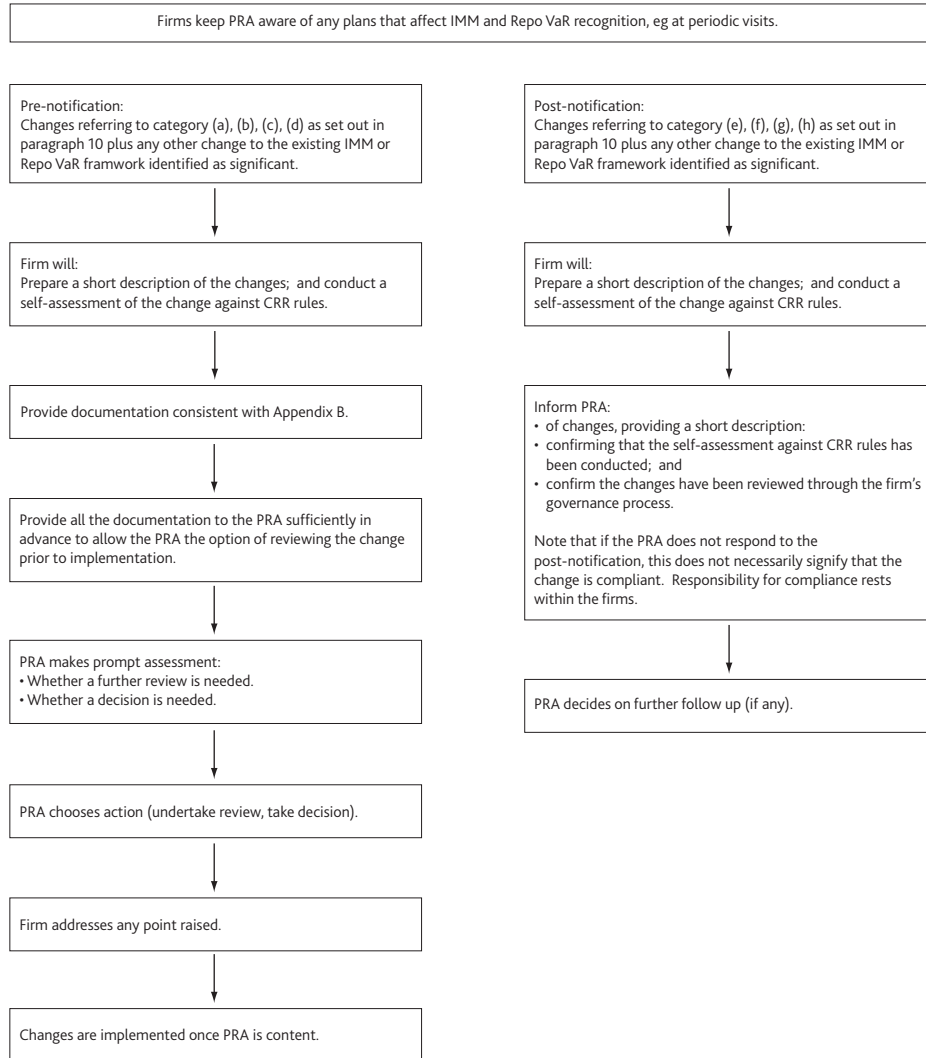 Firms keep PRA aware of any plans that affect IMM and Repo VaR recognition, eg at periodic visits.
Pre-notification:
Changes referring to category (a), (b), (c), (d) as set out in
paragraph 10 plus any other change to the existing IMM or
Repo VaR framwork identified as significant.
Firm will:
Prepare a short description of the changes; and conduct a
self-assessment of the change against CRR rules.
Provide documentation consistent with Appendix B.
Provide all the documentation to the PRA sufficiently in
advance to allow the PRA the option of reviewing the change
prior to implementation.
PRA makes prompt assessment:
• Whether a further review is needed.
• Whether a decision is needed.
PRA chooses action (undertake review, take decision).
Firm addresses any point raised.
Changes are implemented once PRA is content.
Post-notification:
Changes referring to category (e), (f), (g), (h) as set out in
paragraph 10 plus any other change to the existing IMM or
Repo VaR framework identified as significant.
Firm will:
Prepare a short description of the changes; and conduct a
self-assessment of the change against CRR rules.
Inform PRA:
• of changes, providing a short description:
• confirming that the self-assessment against CRR rules has
been conducted; and
• confirm the changes have been reviewed through the firm's
governance process.
Note that if the PRA does not respond to the
post-notification, this does not necessarily signify that the
change is compliant. Responsibility for compliance rests
within the firms.
PRA decides on further follow up (if any).